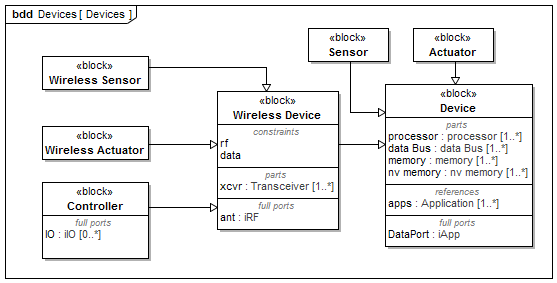 bdd Devices [ Devices ]
«block»
Sensor
«block»
Actuator
«block»
Wireless Sensor
«block»
Wireless Actuator
«block»
Controller
full ports
IO : iIO [0..*]
«block»
Wireless Device
constraints
rf
data
parts
xcvr : Transceiver [1..*]
full ports
ant : iRF
«block»
Device
parts
processor : processor [1..*]
data Bus : data Bus [1..*]
memory : memory [1..*]
nv memory : nv memory [1..*]
references
apps : Application [1..*]
full ports
DataPort : iApp